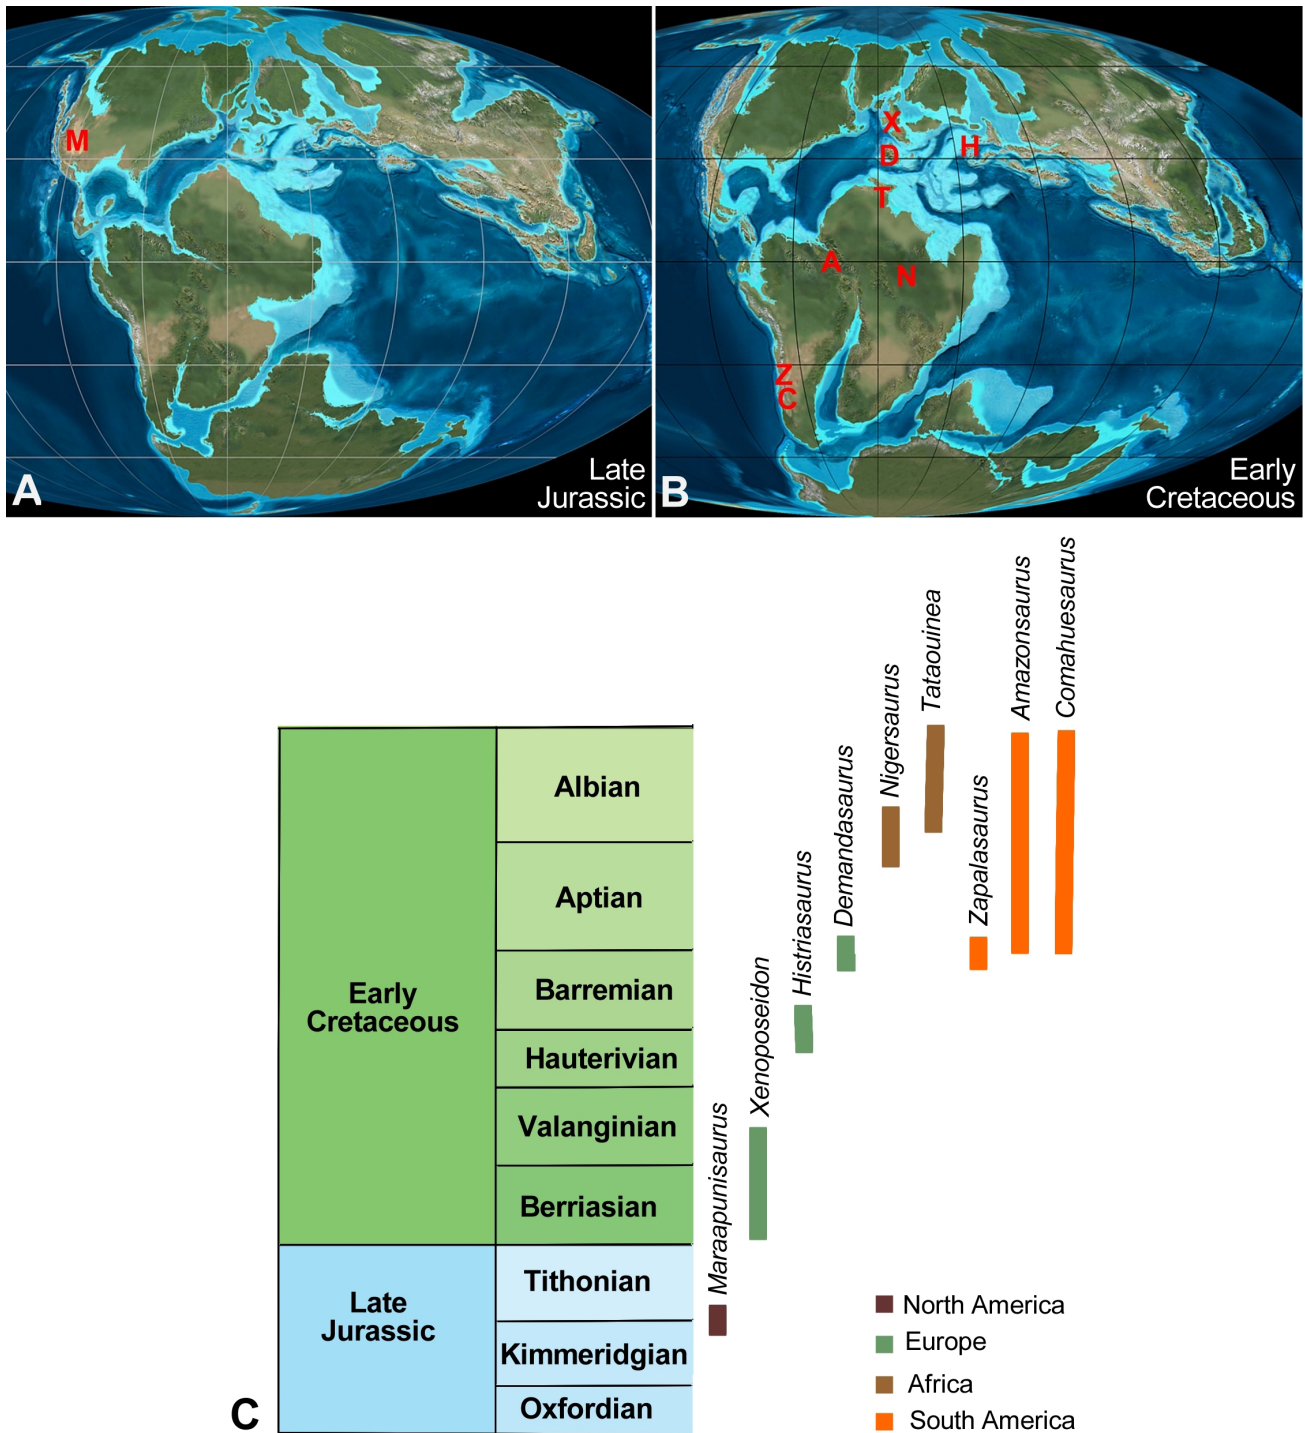 M
A
Late
Jurassic
X
D
H
T
A
N
Z
C
B
Early
Cretaceous
Comahuesaurus
Amazonsaurus
Tataouinea
Nigersaurus
Demandasaurus
Zapalasaurus
Histriasaurus
Xenoposeidon
Maraapunisaurus
Albian
Aptian
Barremian
Early
Cretaceous
Hauterivian
Valanginian
Berriasian
Tithonian
Late
Jurassic
Kimmeridgian
Oxfordian
C
North America
Europe
Africa
South America